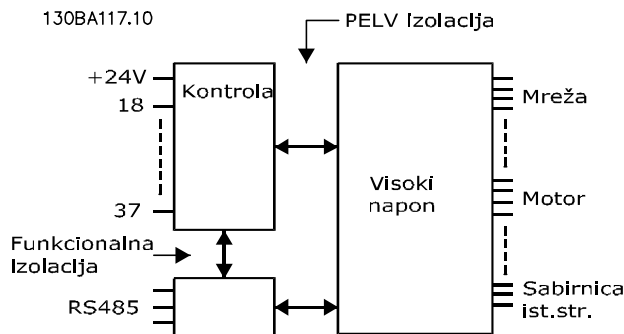 130BA117.10
PELV izolacija
+24V
18
Kontrola
37
Visoki
napon
Mreža
Motor
Sabirnica
ist.str.
Funkcionalna
izolacija
RS485